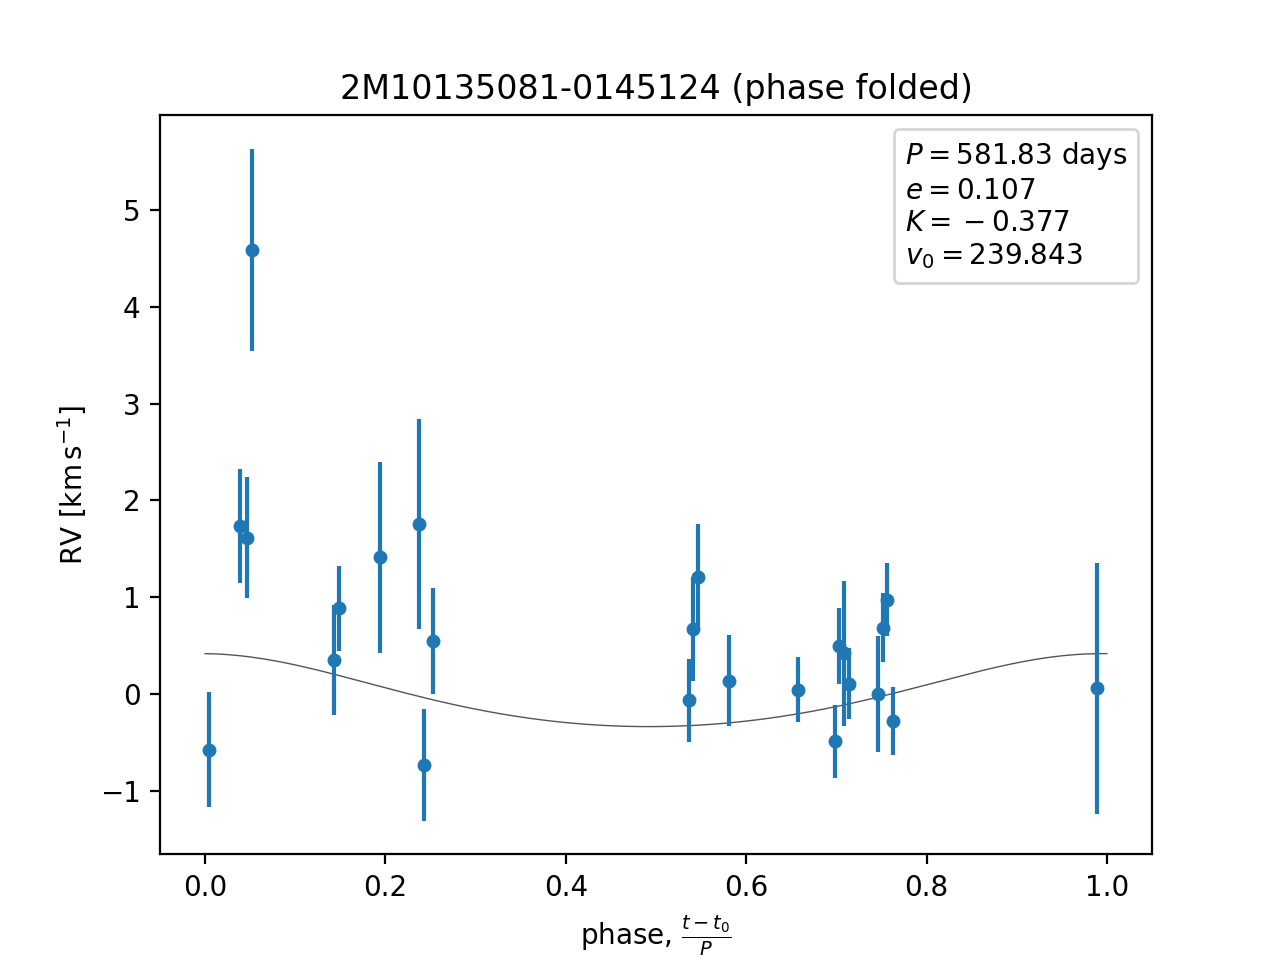 2M10135081-0145124 (phase folded)
P = 581.83 days
e = 0.107
K = −0.377
v₀ = 239.843
5
4
3
2
1
0
−1
RV [km s⁻¹]
0.0 0.2 0.4 0.6 0.8 1.0
phase, (t − t₀)/P